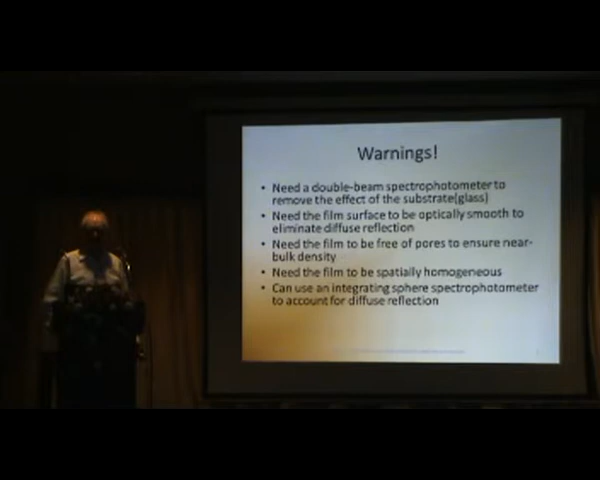 Warnings!
• Need a double-beam spectrophotometer to
remove the effect of the substrate(glass)
• Need the film surface to be optically smooth to
eliminate diffuse reflection
• Need the film to be free of pores to ensure near-
bulk density
• Need the film to be spatially homogeneous
• Can use an integrating sphere spectrophotometer
to account for diffuse reflection